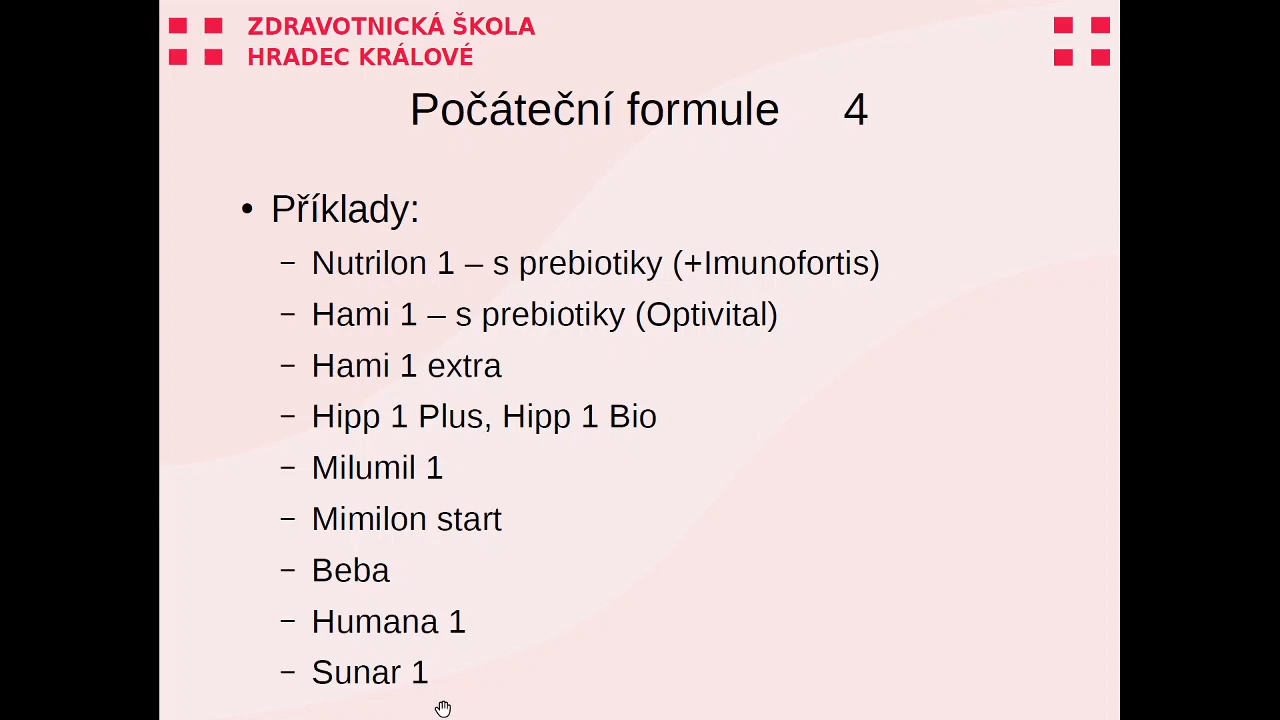 ZDRAVOTNICKÁ ŠKOLA
HRADEC KRÁLOVÉ
Počáteční formule 4
• Příklady:
– Nutrilon 1 – s prebiotiky (+Imunofortis)
– Hami 1 – s prebiotiky (Optivital)
– Hami 1 extra
– Hipp 1 Plus, Hipp 1 Bio
– Milumil 1
– Mimilon start
– Beba
– Humana 1
– Sunar 1